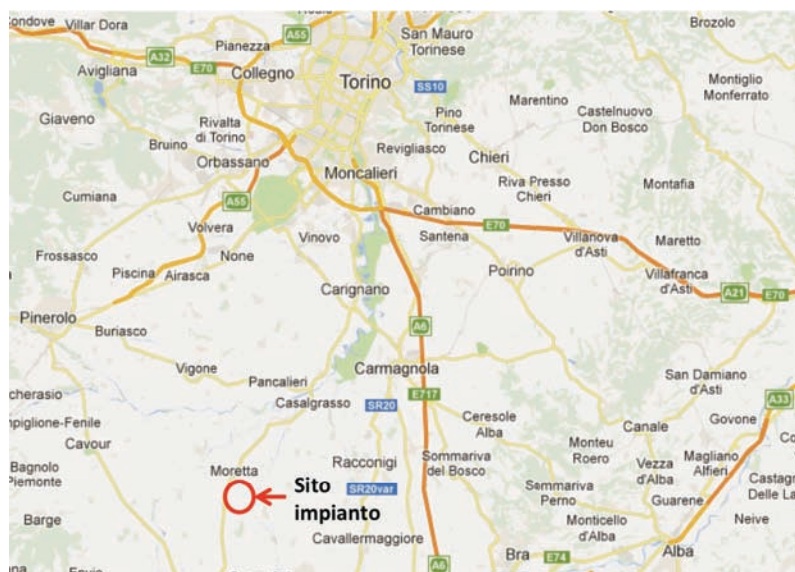 Condove
Villar Dora
A32
E70
Avigliana
Pianezza
A55
Collegno
Torino
San Mauro
Torinese
SS10
Brozolo
Montiglio
Monferrato
Giaveno
Rivalta
di Torino
Bruino
Orbassano
Pino
Torinese
Marentino
Castelnuovo
Don Bosco
Revigliasco
Chieri
Moncalieri
Cumiana
A55
Riva Presso
Chieri
Montafia
Volvera
Cambiano
E70
Vinovo
Santena
Villanova
d'Asti
Maretto
Frossasco
None
Piscina
Airasca
Poirino
Villafranca
d'Asti
A21
E70
Carignano
Pinerolo
Buriasco
A6
Vigone
Carmagnola
Pancalieri
San Damiano
d'Asti
Casalgrasso
SR20
E717
A33
Ceresole
Alba
Canale
Govone
Cavour
Monteu
Roero
Moretta
Racconigi
Sommariva
del Bosco
Vezza
d'Alba
Magliano
Alfieri
Bagnolo
Piemonte
Sito
impianto
SR20var
Sommariva
Perno
Guarene
Castagn
Delle La
Barge
Monticello
d'Alba
Neive
Cavallermaggiore
Bra
E74
Alba
A6